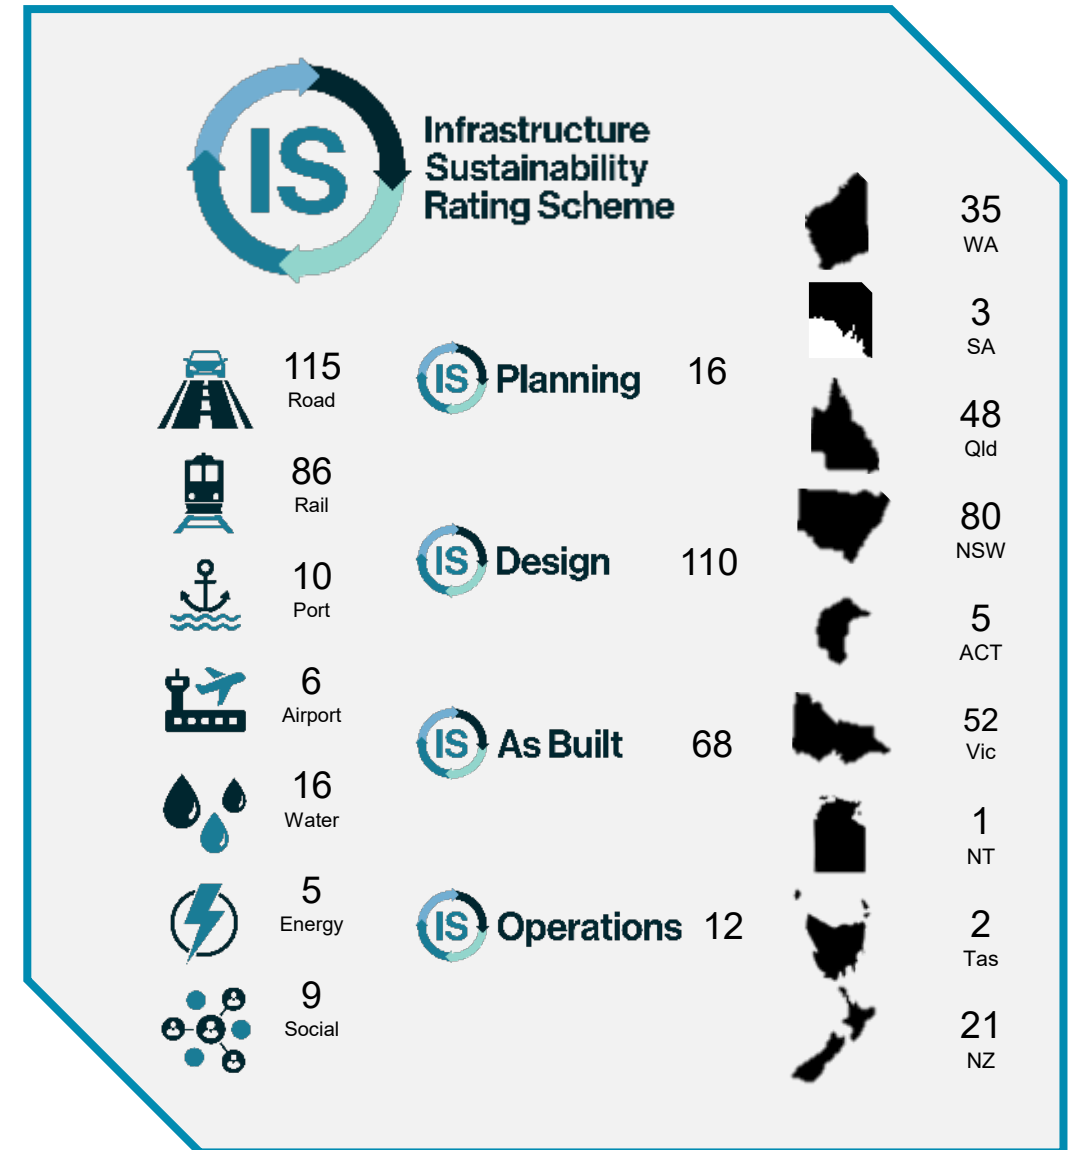 IS
Infrastructure
Sustainability
Rating Scheme
115
Road
86
Rail
10
Port
6
Airport
16
Water
5
Energy
9
Social
IS Planning 16
IS Design 110
IS As Built 68
IS Operations 12
35
WA
3
SA
48
Qld
80
NSW
5
ACT
52
Vic
1
NT
2
Tas
21
NZ